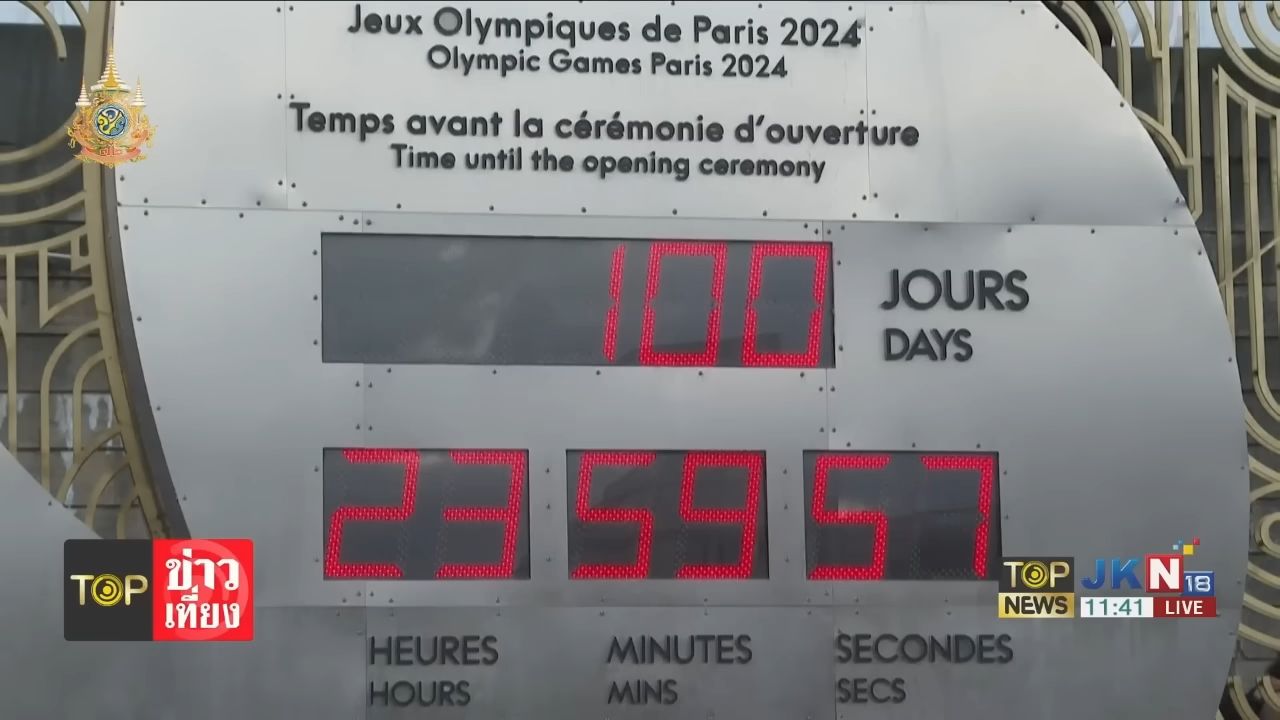 Jeux Olympiques de Paris 2024
Olympic Games Paris 2024
Temps avant la cérémonie d'ouverture
Time until the opening ceremony
100
JOURS
DAYS
23 59 57
HEURES MINUTES SECONDES
HOURS MINS SECS
TOP ข่าวเที่ยง
TOP NEWS
JKN18
11:41 LIVE